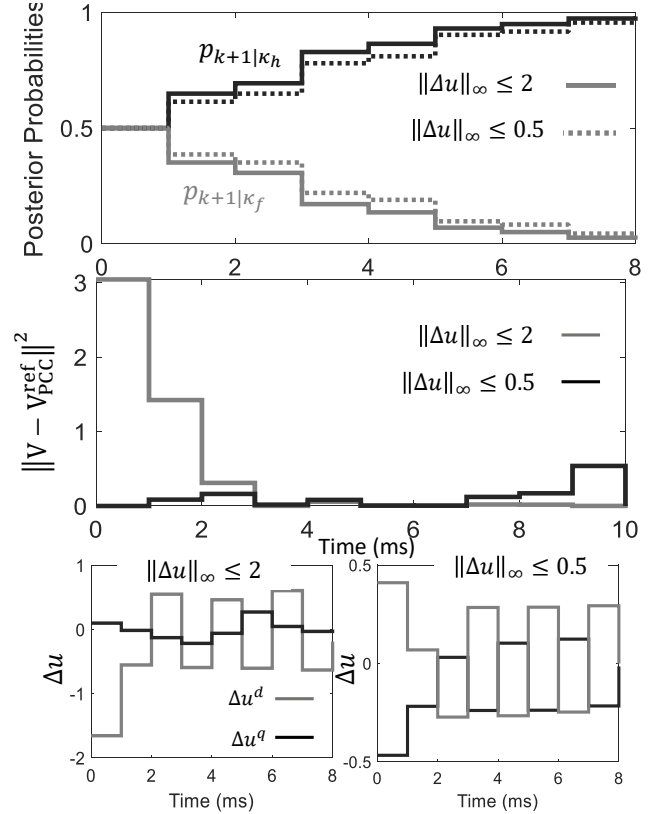 Posterior Probabilities
1
0.5
0
p_{k+1|κ_h}
p_{k+1|κ_f}
‖Δu‖∞ ≤ 2
‖Δu‖∞ ≤ 0.5
0 2 4 6 8
‖V − V_PCC^ref‖²
3
2
1
0
‖Δu‖∞ ≤ 2
‖Δu‖∞ ≤ 0.5
0 2 4 6 8 10
Time (ms)
‖Δu‖∞ ≤ 2
Δu
1
0
-1
-2
Δu^d
Δu^q
0 2 4 6 8
Time (ms)
‖Δu‖∞ ≤ 0.5
Δu
0.5
0
-0.5
0 2 4 6 8
Time (ms)